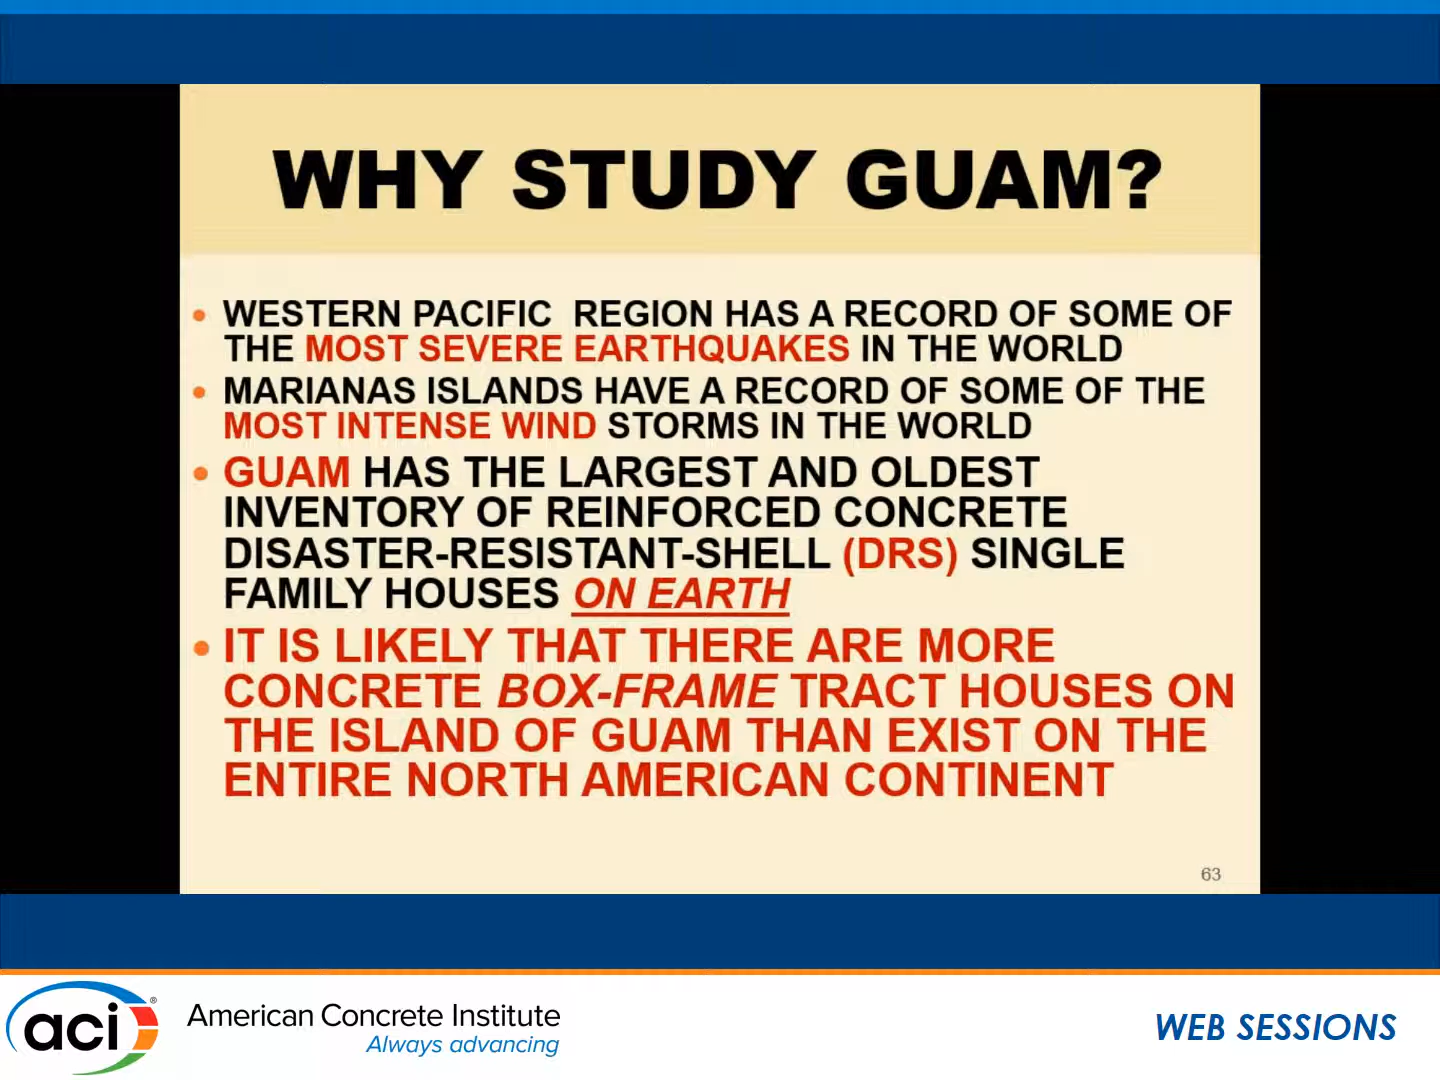 WHY STUDY GUAM?
• WESTERN PACIFIC REGION HAS A RECORD OF SOME OF
THE MOST SEVERE EARTHQUAKES IN THE WORLD
• MARIANAS ISLANDS HAVE A RECORD OF SOME OF THE
MOST INTENSE WIND STORMS IN THE WORLD
• GUAM HAS THE LARGEST AND OLDEST
INVENTORY OF REINFORCED CONCRETE
DISASTER-RESISTANT-SHELL (DRS) SINGLE
FAMILY HOUSES ON EARTH
• IT IS LIKELY THAT THERE ARE MORE
CONCRETE BOX-FRAME TRACT HOUSES ON
THE ISLAND OF GUAM THAN EXIST ON THE
ENTIRE NORTH AMERICAN CONTINENT
63
aci®
American Concrete Institute
Always advancing
WEB SESSIONS